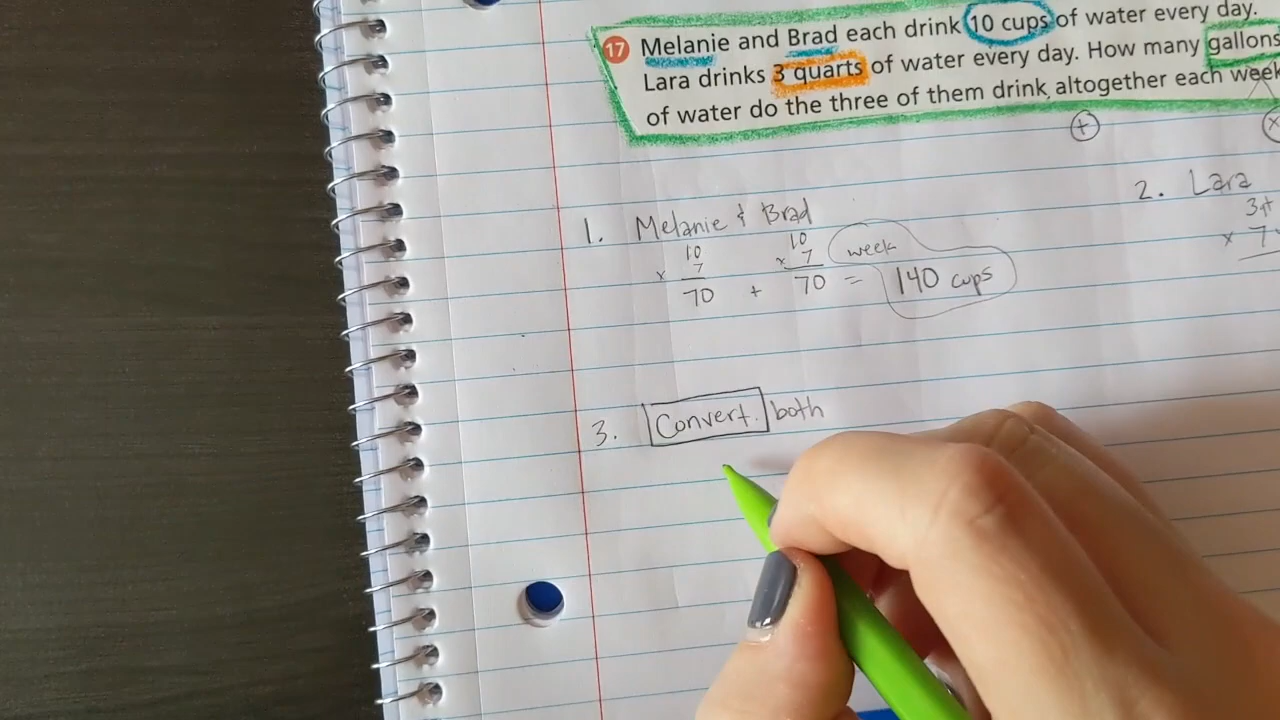 17 Melanie and Brad each drink 10 cups of water every day.
Lara drinks 3 quarts of water every day. How many gallons
of water do the three of them drink altogether each week
+ ×
1. Melanie & Brad
10
× 7
70
+
10
× 7
70
= 140 cups
week
2. Lara
× 7
3. Convert. both